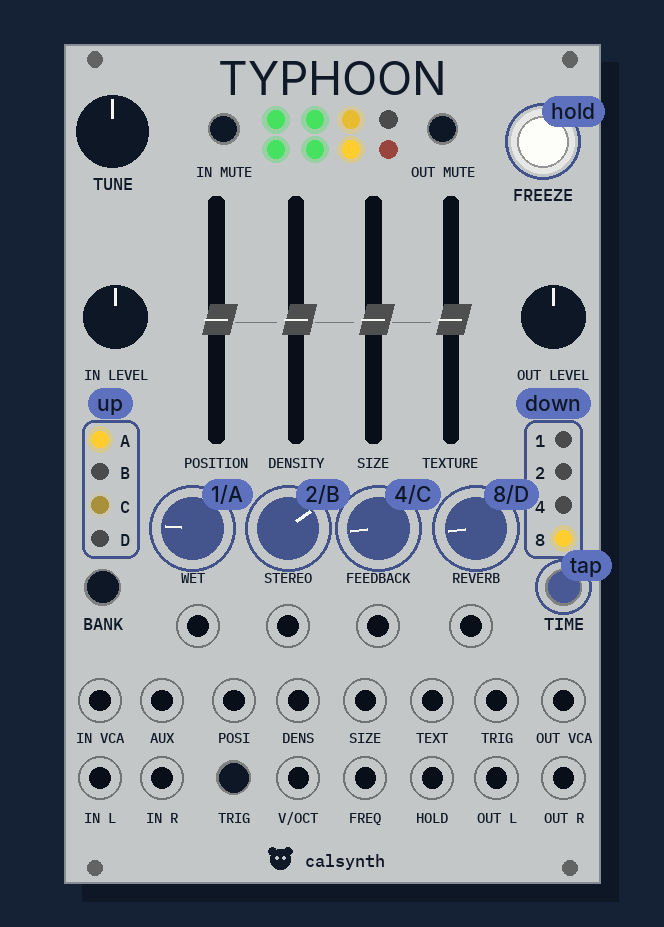 TYPHOON
hold
TUNE
IN MUTE
OUT MUTE
FREEZE
IN LEVEL
OUT LEVEL
up
down
A
B
C
D
1
2
4
8
POSITION
DENSITY
SIZE
TEXTURE
1/A
2/B
4/C
8/D
WET
STEREO
FEEDBACK
REVERB
tap
BANK
TIME
IN VCA
AUX
POSI
DENS
SIZE
TEXT
TRIG
OUT VCA
IN L
IN R
TRIG
V/OCT
FREQ
HOLD
OUT L
OUT R
calsynth